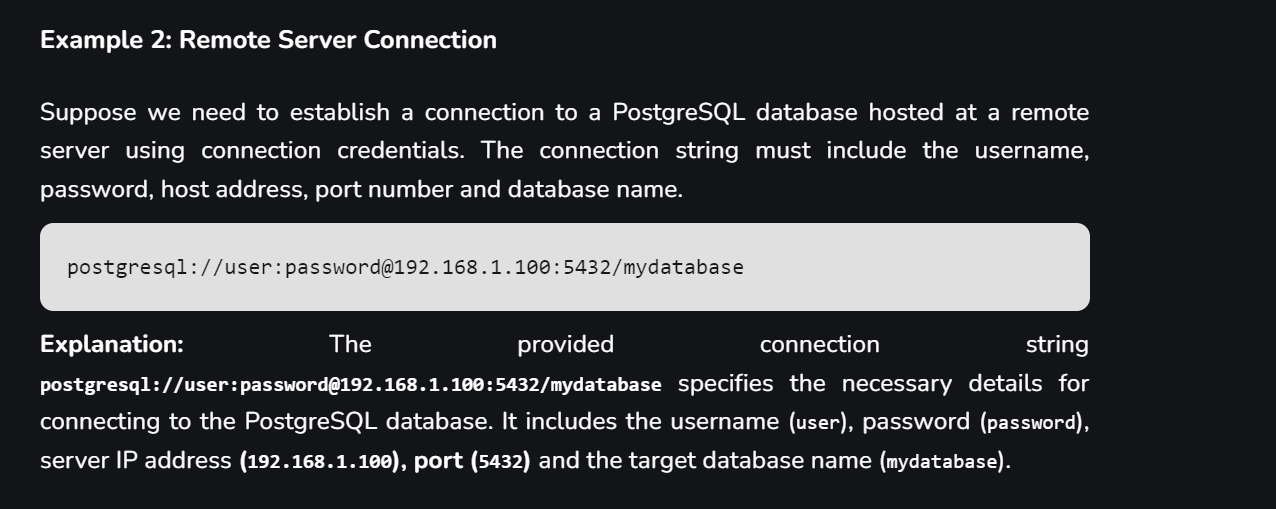 Example 2: Remote Server Connection
Suppose we need to establish a connection to a PostgreSQL database hosted at a remote
server using connection credentials. The connection string must include the username,
password, host address, port number and database name.
postgresql://user:password@192.168.1.100:5432/mydatabase
Explanation: The provided connection string
postgresql://user:password@192.168.1.100:5432/mydatabase specifies the necessary details for
connecting to the PostgreSQL database. It includes the username (user), password (password),
server IP address (192.168.1.100), port (5432) and the target database name (mydatabase).